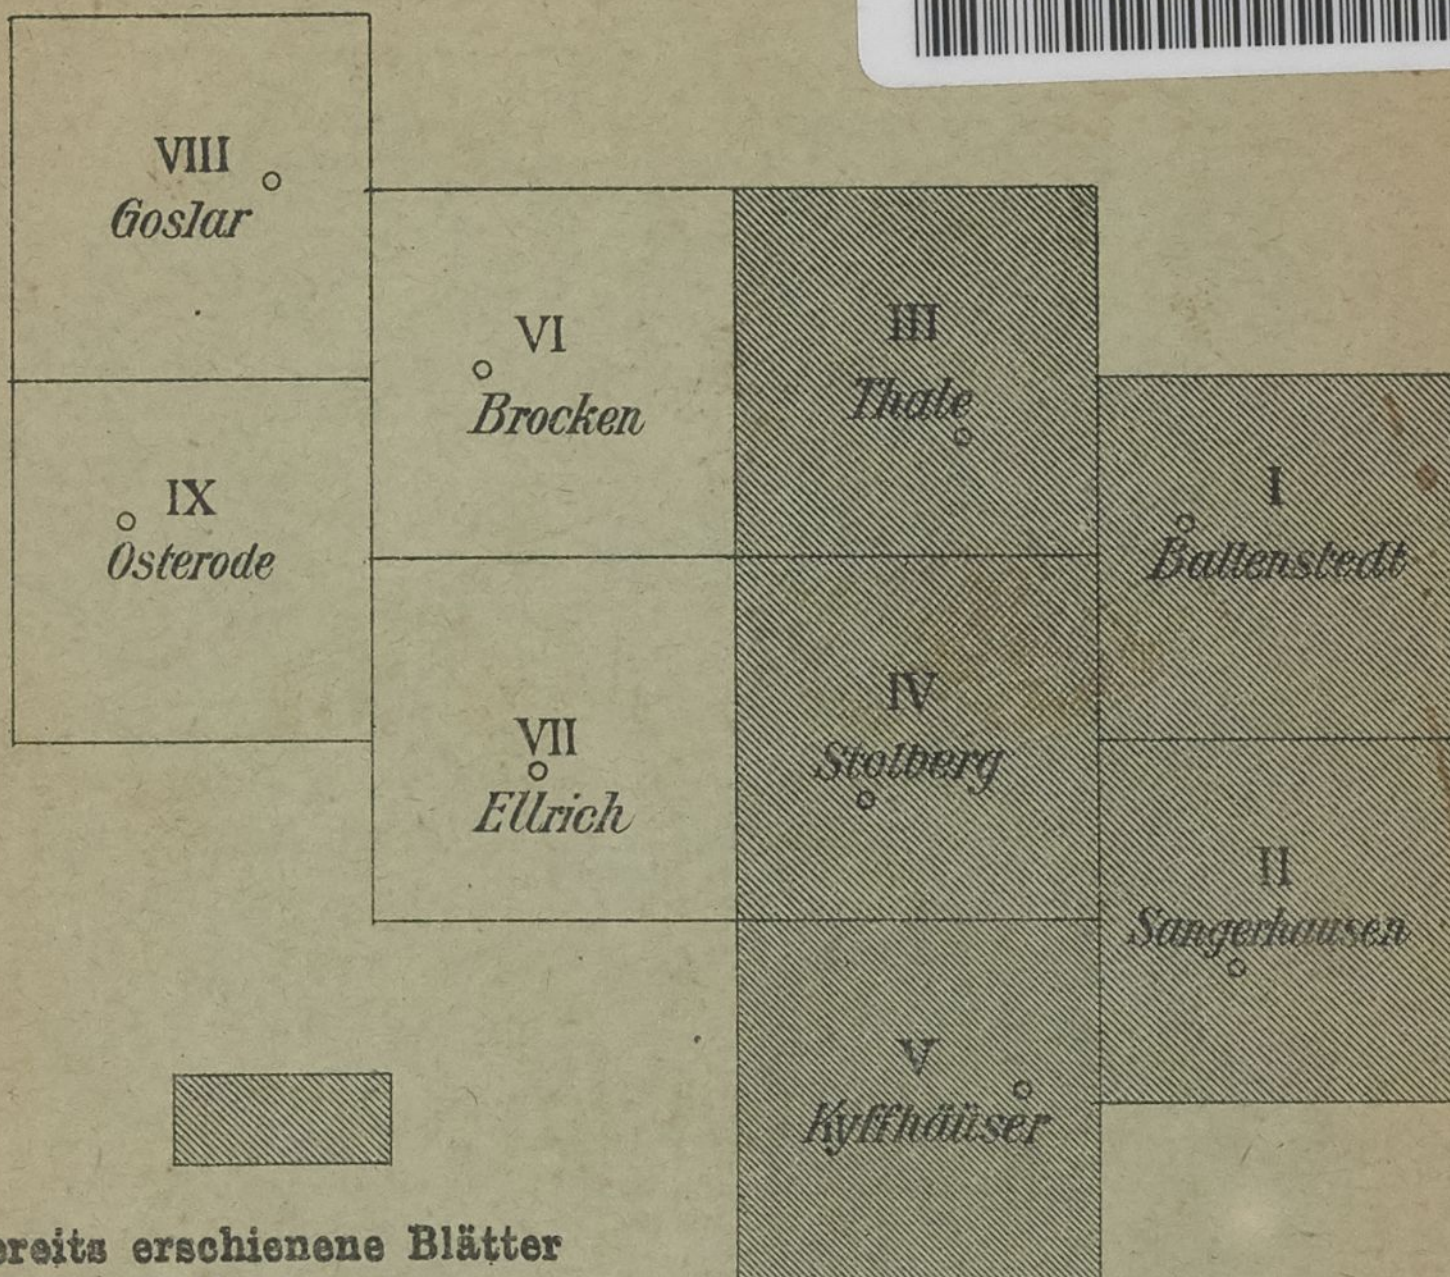 VIII
Goslar
VI
Brocken
III
Thale
IX
Osterode
I
Ballenstedt
VII
Ellrich
IV
Stolberg
II
Sangerhausen
V
Kyffhäuser
ereits erschienene Blätter